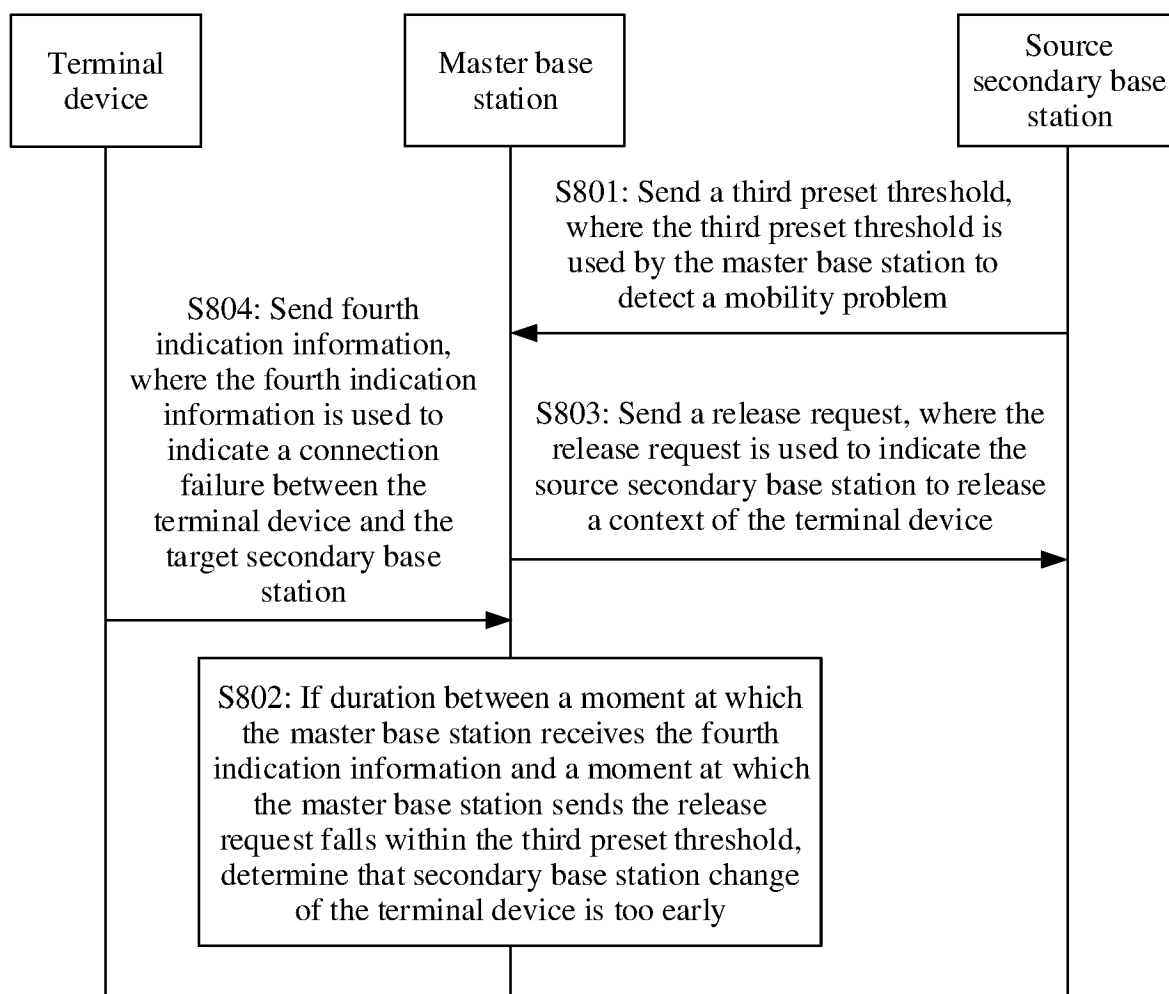 Terminal
device
Master base
station
Source
secondary base
station
S801: Send a third preset threshold,
where the third preset threshold is
used by the master base station to
detect a mobility problem
S804: Send fourth
indication information,
where the fourth indication
information is used to
indicate a connection
failure between the
terminal device and the
target secondary base
station
S803: Send a release request, where the
release request is used to indicate the
source secondary base station to release
a context of the terminal device
S802: If duration between a moment at which
the master base station receives the fourth
indication information and a moment at which
the master base station sends the release
request falls within the third preset threshold,
determine that secondary base station change
of the terminal device is too early